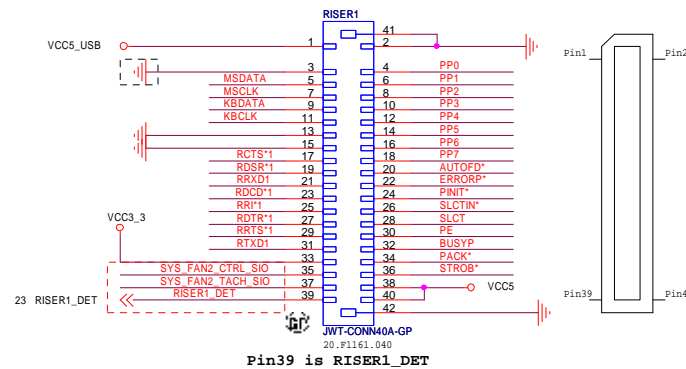 RISER1
41
VCC5_USB 1 2
Pin1 Pin2
3 4 PP0
MSDATA 5 6 PP1
MSCLK 7 8 PP2
KBDATA 9 10 PP3
KBCLK 11 12 PP4
13 14 PP5
15 16 PP6
RCTS*1 17 18 PP7
RDSR*1 19 20 AUTOFD*
RRXD1 21 22 ERRORP*
RDCD*1 23 24 PINIT*
RRI*1 25 26 SLCTIN*
RDTR*1 27 28 SLCT
RRTS*1 29 30 PE
RTXD1 31 32 BUSYP
VCC3_3 33 34 PACK*
SYS_FAN2_CTRL_SIO 35 36 STROB*
SYS_FAN2_TACH_SIO 37 38 VCC5
23 RISER1_DET RISER1_DET 39 40
Pin39 Pin4
42
JWT-CONN40A-GP
20.F1161.040
Pin39 is RISER1_DET